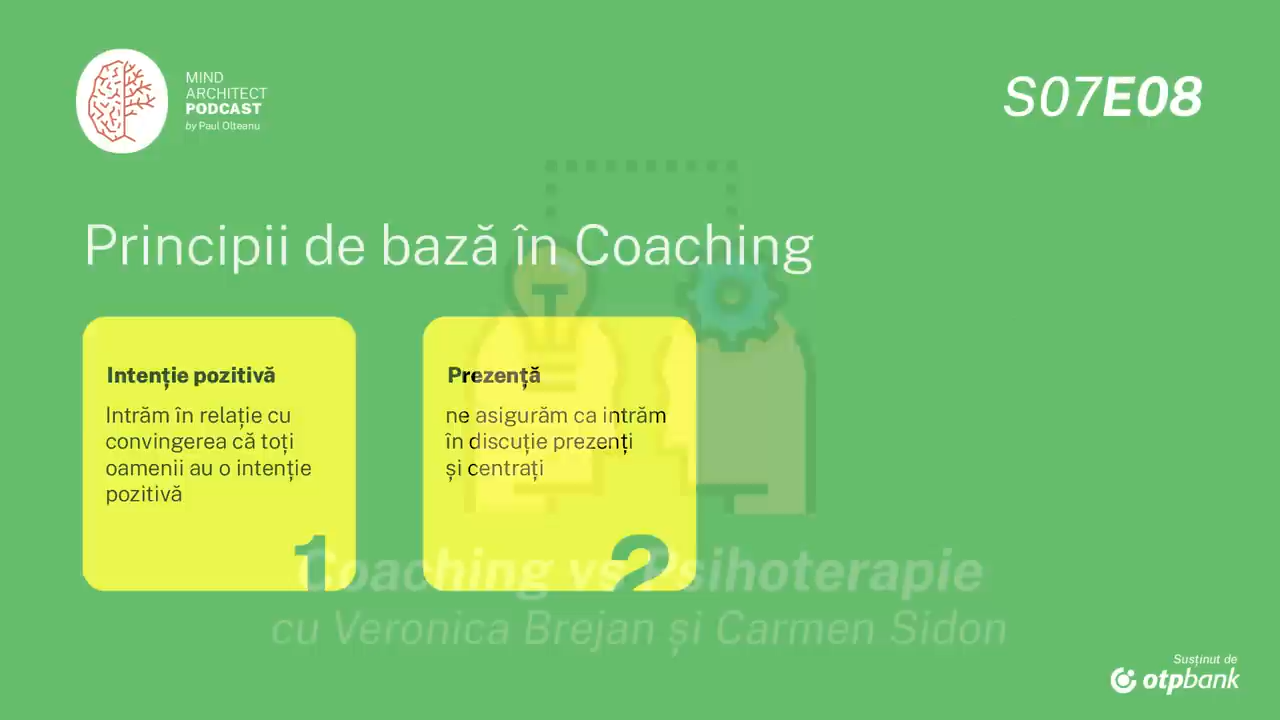 MIND
ARCHITECT
PODCAST
by Paul Olteanu
S07E08
Principii de bază în Coaching
Intenție pozitivă
Intrăm în relație cu
convingerea că toți
oamenii au o intenție
pozitivă
1
Prezență
ne asigurăm ca intrăm
în discuție prezenți
și centrați
2
Coaching vs Psihoterapie
cu Veronica Brejan și Carmen Sidon
Susținut de
otpbank